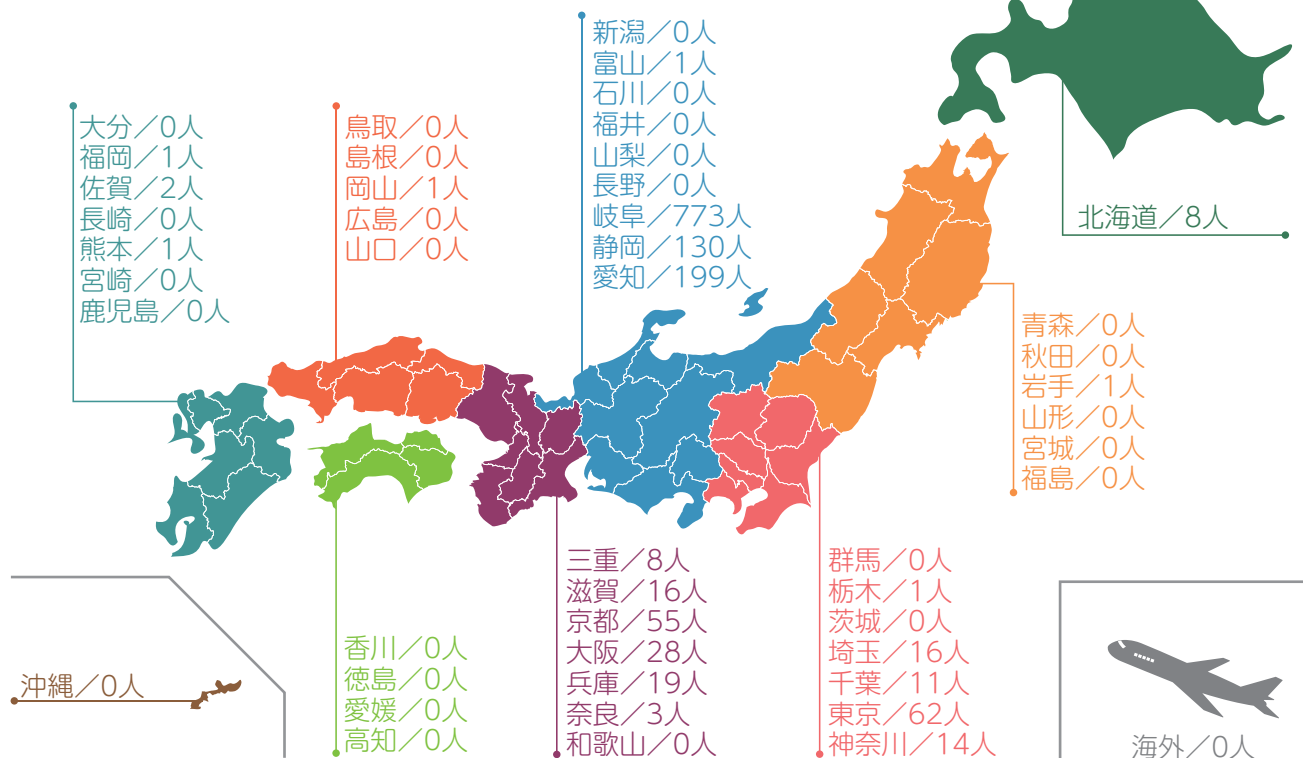 新潟／0人
富山／1人
石川／0人
福井／0人
山梨／0人
長野／0人
岐阜／773人
静岡／130人
愛知／199人
大分／0人
福岡／1人
佐賀／2人
長崎／0人
熊本／1人
宮崎／0人
鹿児島／0人
鳥取／0人
島根／0人
岡山／1人
広島／0人
山口／0人
北海道／8人
青森／0人
秋田／0人
岩手／1人
山形／0人
宮城／0人
福島／0人
三重／8人
滋賀／16人
京都／55人
大阪／28人
兵庫／19人
奈良／3人
和歌山／0人
群馬／0人
栃木／1人
茨城／0人
埼玉／16人
千葉／11人
東京／62人
神奈川／14人
香川／0人
徳島／0人
愛媛／0人
高知／0人
沖縄／0人
海外／0人